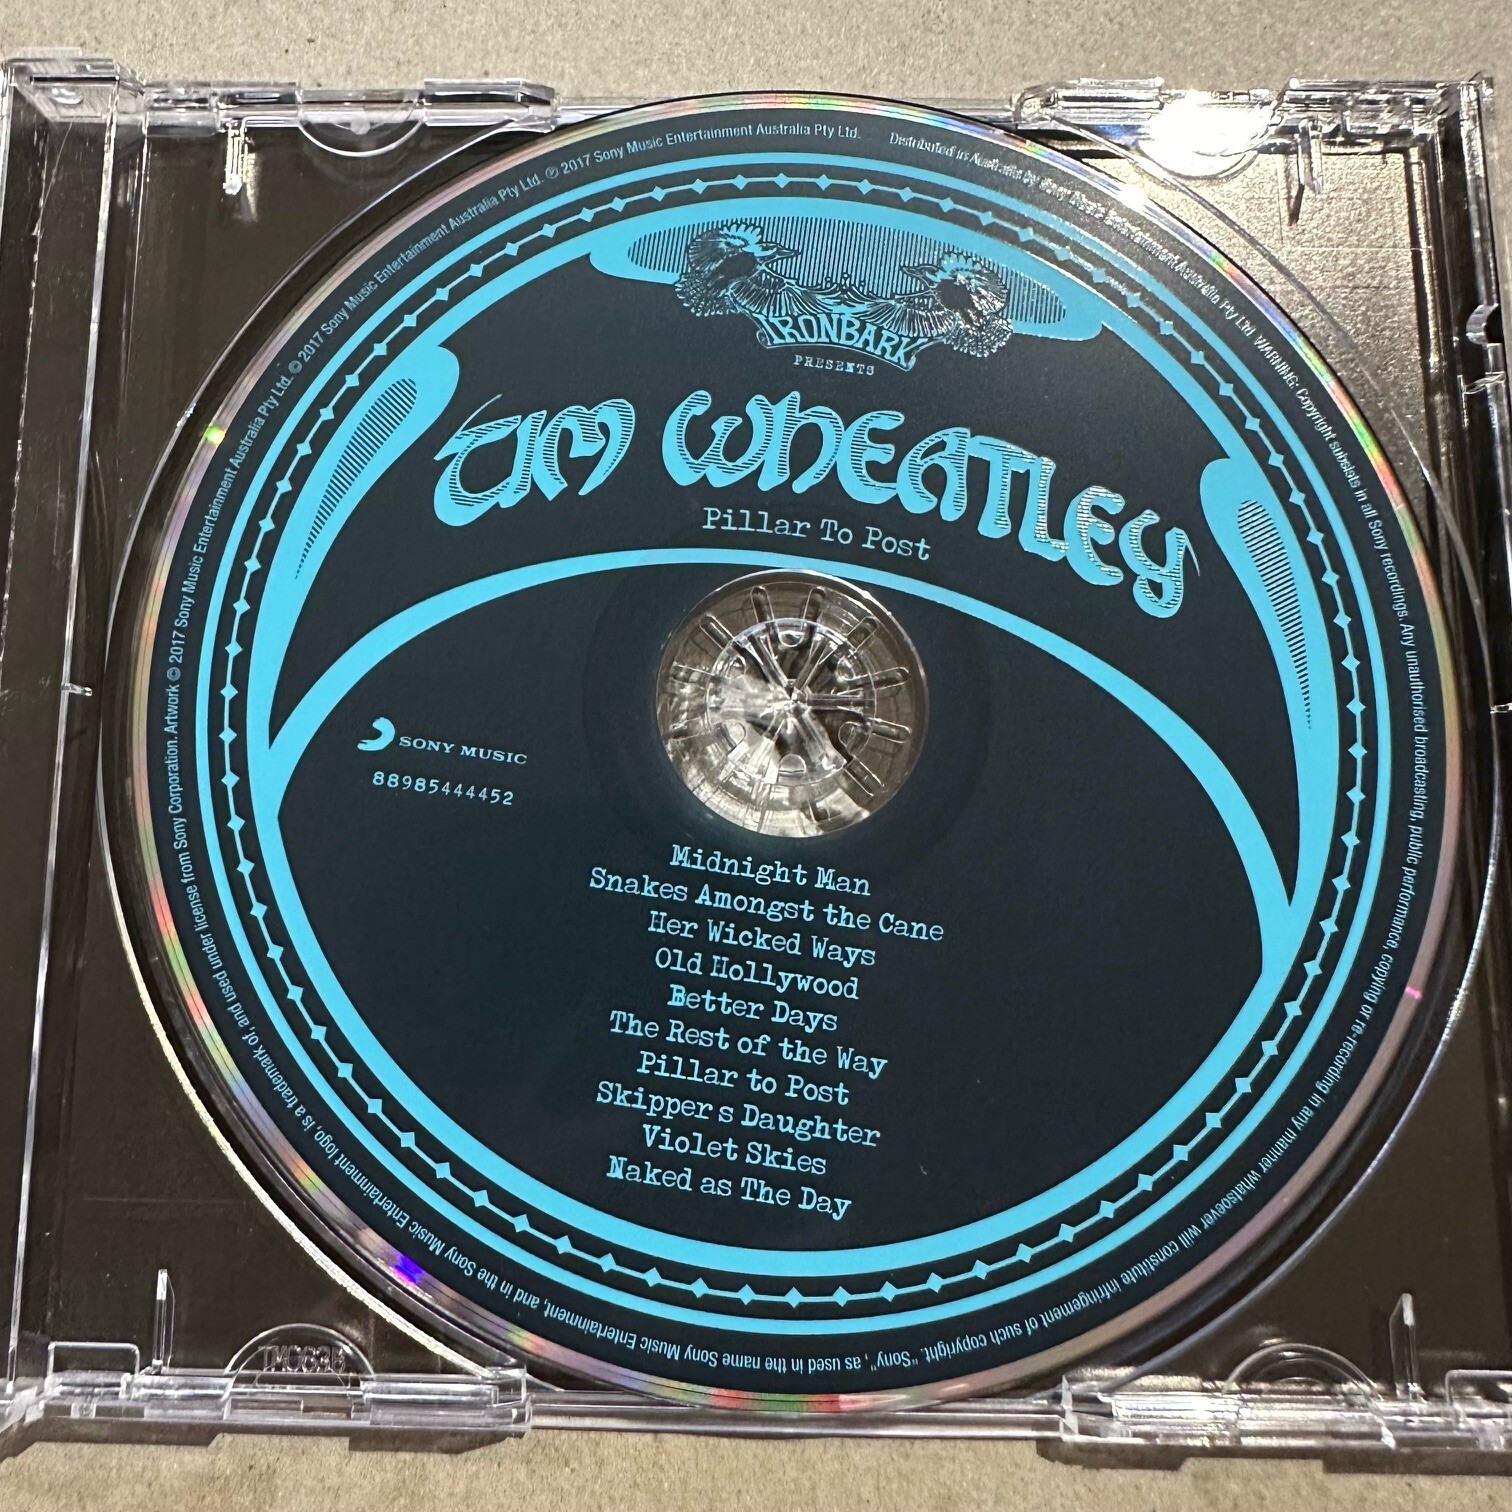 IRONBARK
PRESENTS
TIM WHEATLEY
Pillar To Post
SONY MUSIC
88985444452
Midnight Man
Snakes Amongst the Cane
Her Wicked Ways
Old Hollywood
Better Days
The Rest of the Way
Pillar to Post
Skipper s Daughter
Violet Skies
Naked as The Day
Artwork © 2017 Sony Music Entertainment Australia Pty Ltd. © 2017 Sony Music Entertainment Australia Pty Ltd. ℗ 2017 Sony Music Entertainment Australia Pty Ltd. Distributed in Australia by Sony Music Entertainment Australia Pty Ltd WARNING: Copyright subsists in all Sony recordings. Any unauthorised broadcasting, public performance, copying or re-recording in any manner whatsoever will constitute infringement of such copyright. "Sony", as used in the name Sony Music Entertainment, and in the Sony Music Entertainment logo, is a trademark of, and used under license from Sony Corporation.